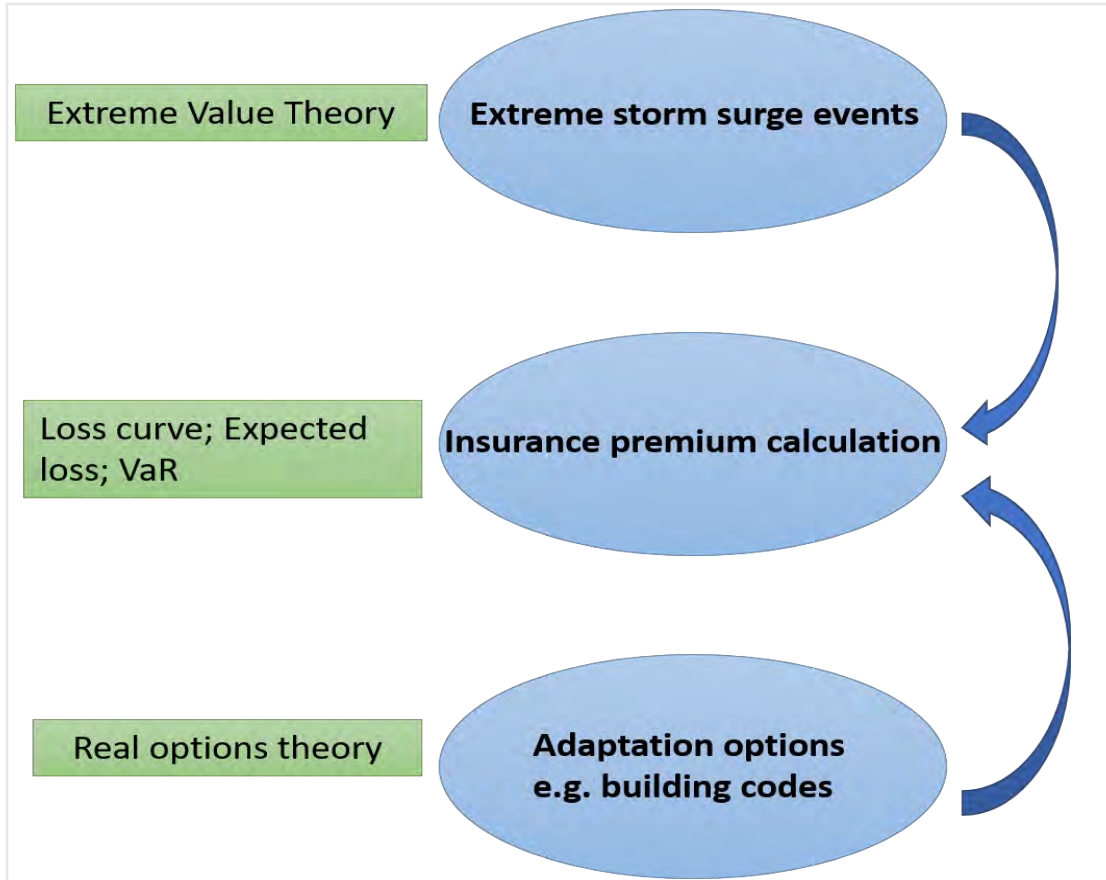 Extreme Value Theory
Extreme storm surge events
Loss curve; Expected
loss; VaR
Insurance premium calculation
Real options theory
Adaptation options
e.g. building codes